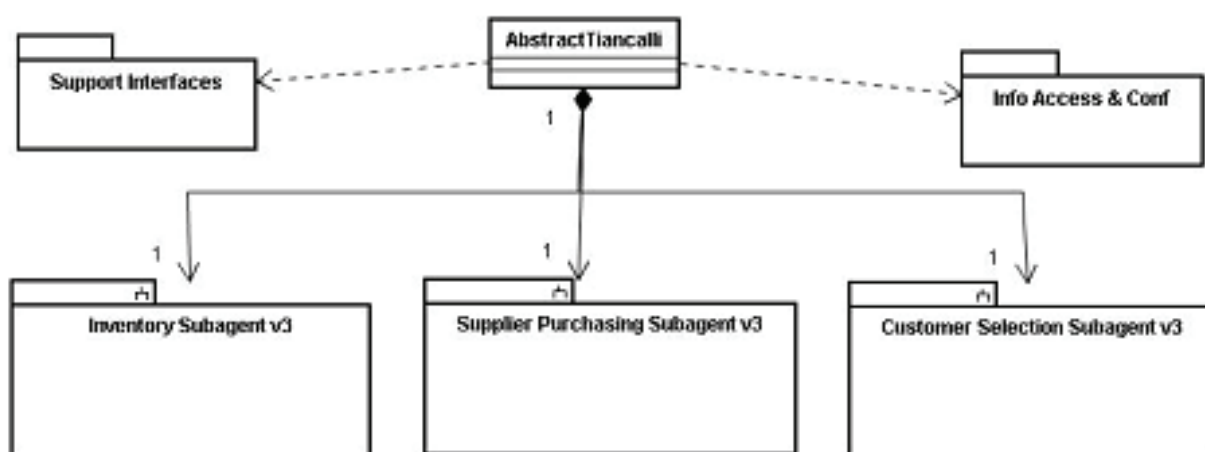 AbstractTiancalli
Support Interfaces
Info Access & Conf
1
1
1
1
Inventory Subagent v3
Supplier Purchasing Subagent v3
Customer Selection Subagent v3